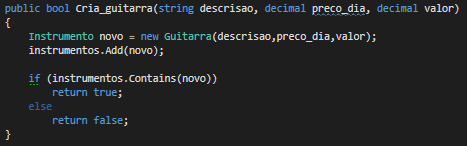 public bool Cria_guitarra(string descrisao, decimal preco_dia, decimal valor)
{
Instrumento novo = new Guitarra(descrisao,preco_dia,valor);
instrumentos.Add(novo);
if (instrumentos.Contains(novo))
return true;
else
return false;
}